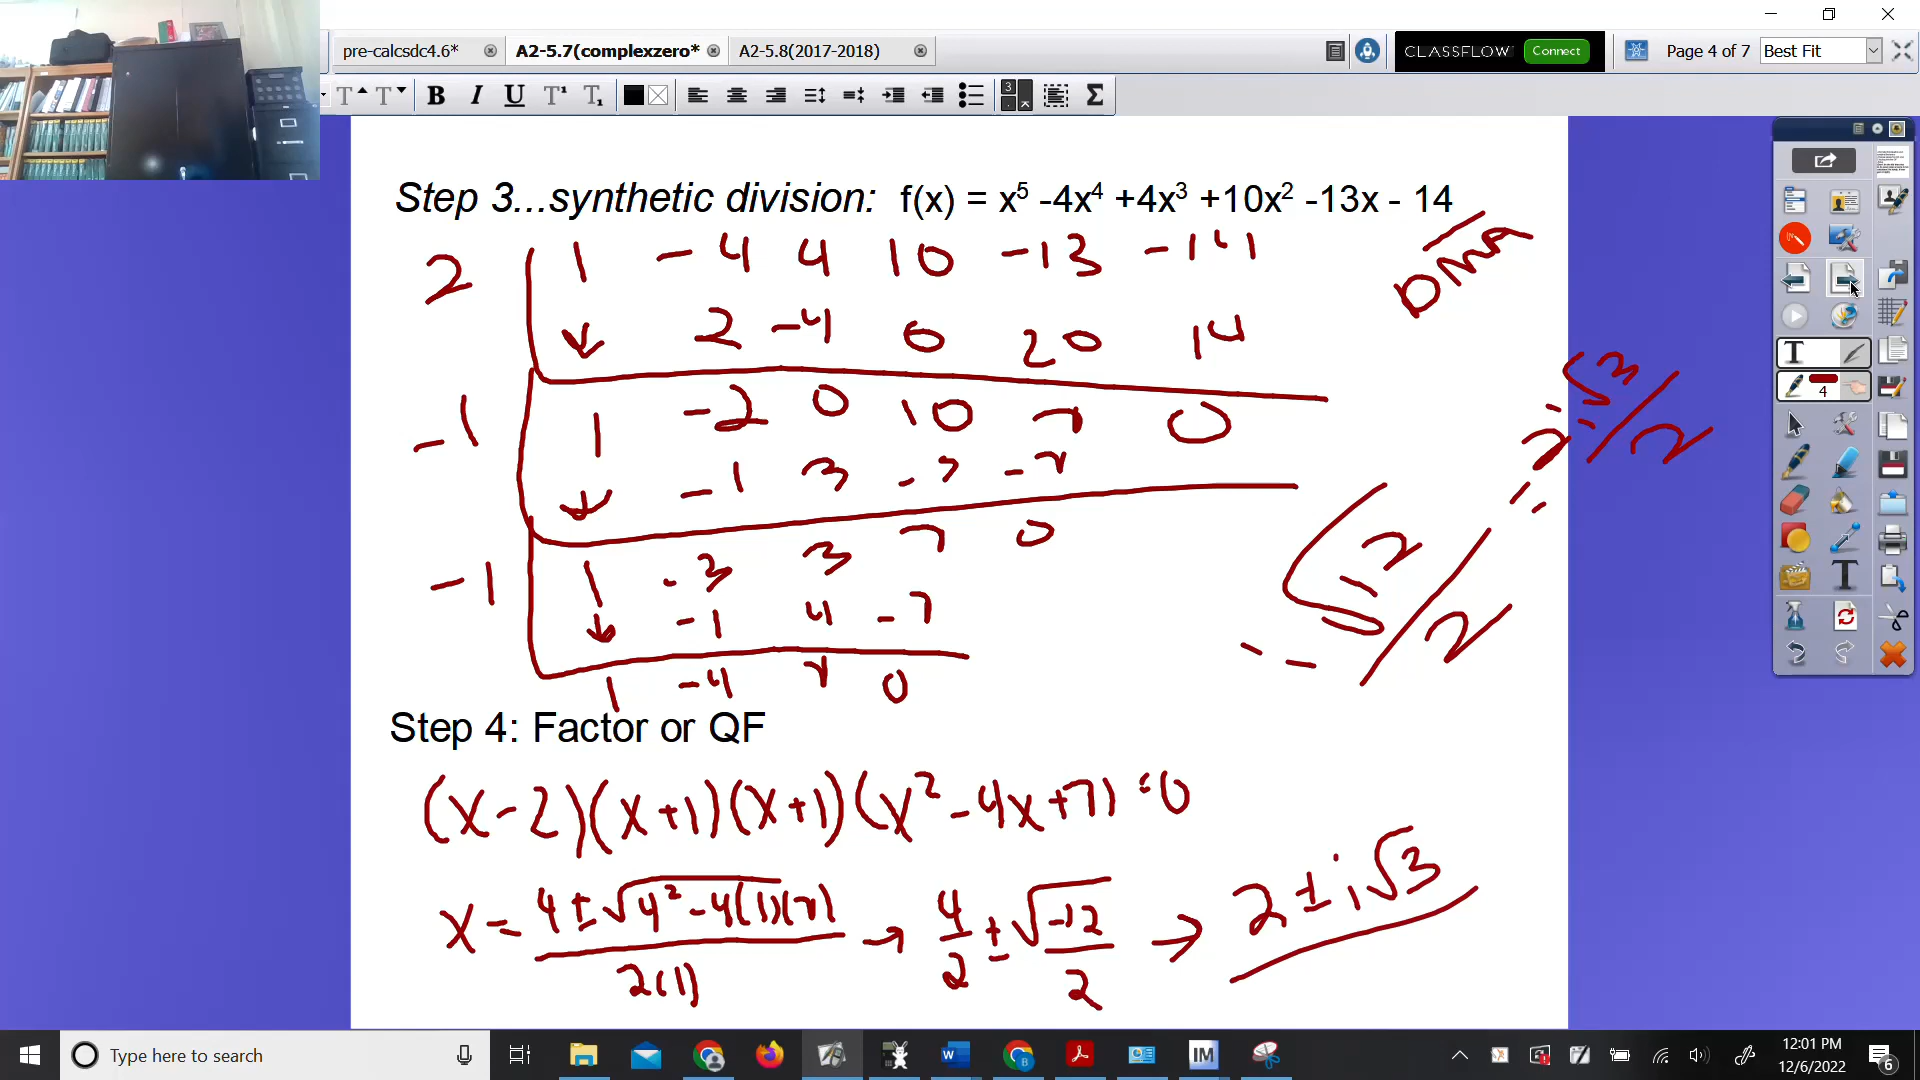 pre-calcsdc4.6*
A2-5.7(complexzero*
A2-5.8(2017-2018)
CLASSFLOW Connect
Page 4 of 7 Best Fit
B I U T¹ T₁ Σ
Step 3...synthetic division: f(x) = x⁵ -4x⁴ +4x³ +10x² -13x - 14
2 1 -4 4 10 -13 -14
↓ 2 -4 0 20 14
-1 1 -2 0 10 7 0
↓ -1 3 -3 -7
-1 1 -3 3 7 0
↓ -1 4 -7
1 -4 7 0
Step 4: Factor or QF
(x-2)(x+1)(x+1)(x²-4x+7)=0
x = 4±√4²-4(1)(7) / 2(1) → 4/2 ± √-12/2 → 2±i√3
4
Type here to search
12:01 PM
12/6/2022
6